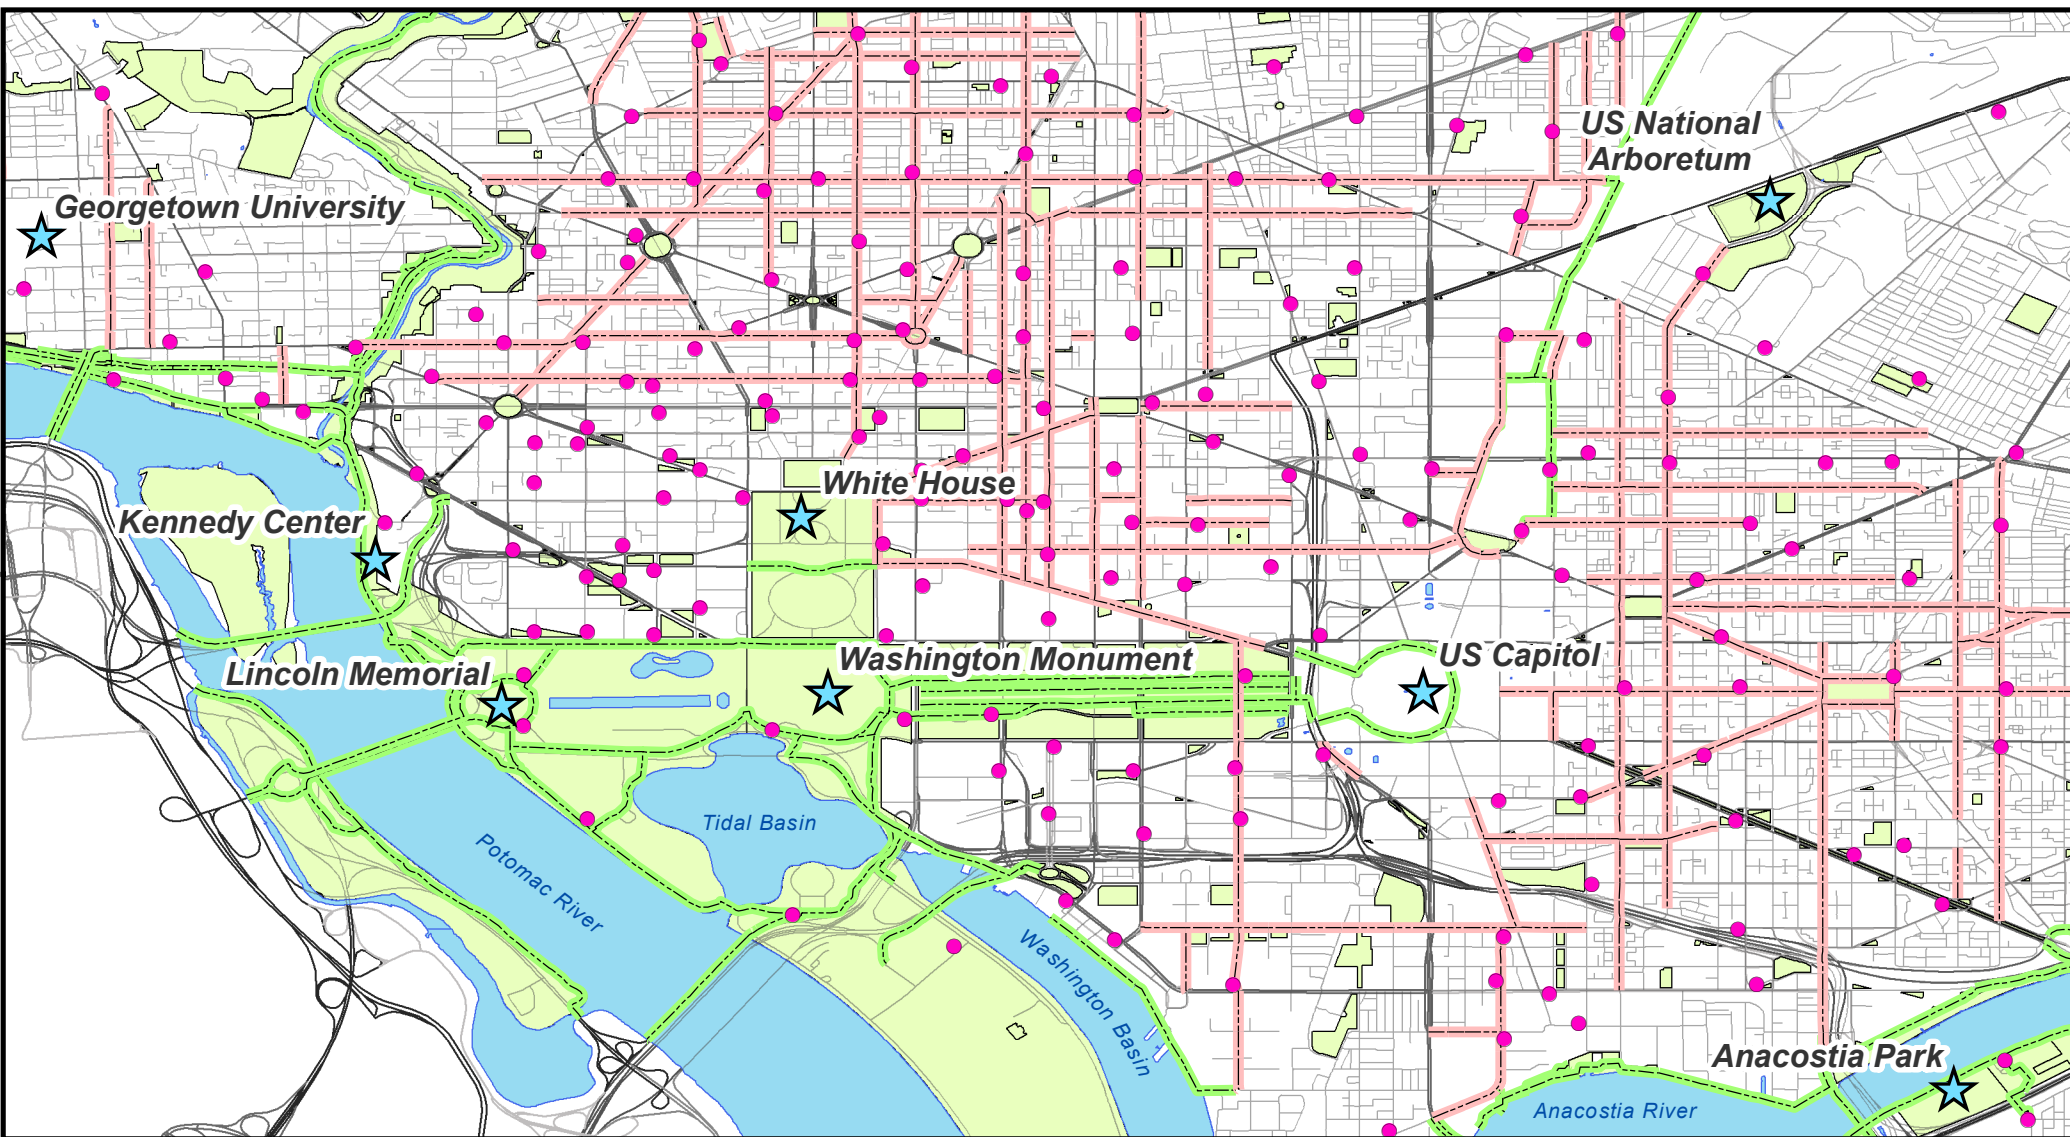 US National
Arboretum
Georgetown University
White House
Kennedy Center
Washington Monument
US Capitol
Lincoln Memorial
Tidal Basin
Potomac River
Washington Basin
Anacostia Park
Anacostia River